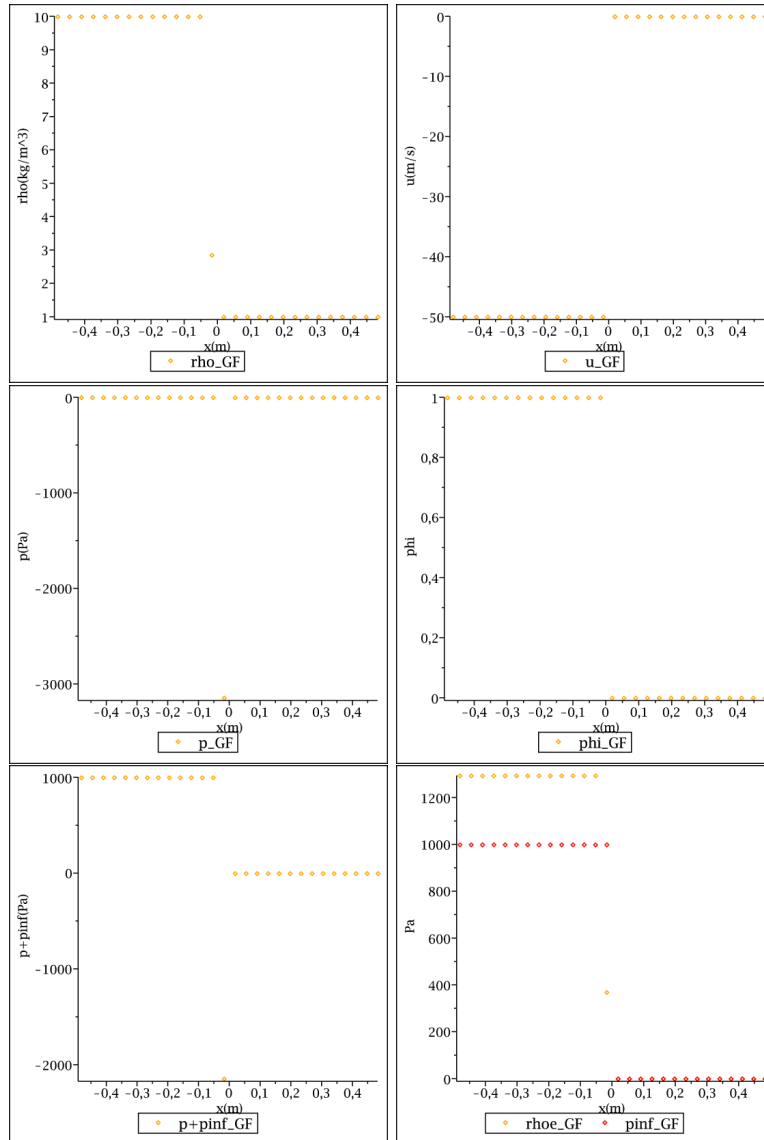 10
9
8
7
6
5
4
3
2
1
rho(kg/m^3)
−0,4 −0,3 −0,2 −0,1 0 0,1 0,2 0,3 0,4
x(m)
rho_GF
0
−10
−20
−30
−40
−50
u(m/s)
−0,4 −0,3 −0,2 −0,1 0 0,1 0,2 0,3 0,4
x(m)
u_GF
0
−1000
−2000
−3000
p(Pa)
−0,4 −0,3 −0,2 −0,1 0 0,1 0,2 0,3 0,4
x(m)
p_GF
1
0,8
0,6
0,4
0,2
0
phi
−0,4 −0,3 −0,2 −0,1 0 0,1 0,2 0,3 0,4
x(m)
phi_GF
1000
0
−1000
−2000
p+pinf(Pa)
−0,4 −0,3 −0,2 −0,1 0 0,1 0,2 0,3 0,4
x(m)
p+pinf_GF
1200
1000
800
600
400
200
0
Pa
−0,4 −0,3 −0,2 −0,1 0 0,1 0,2 0,3 0,4
x(m)
rhoe_GF pinf_GF